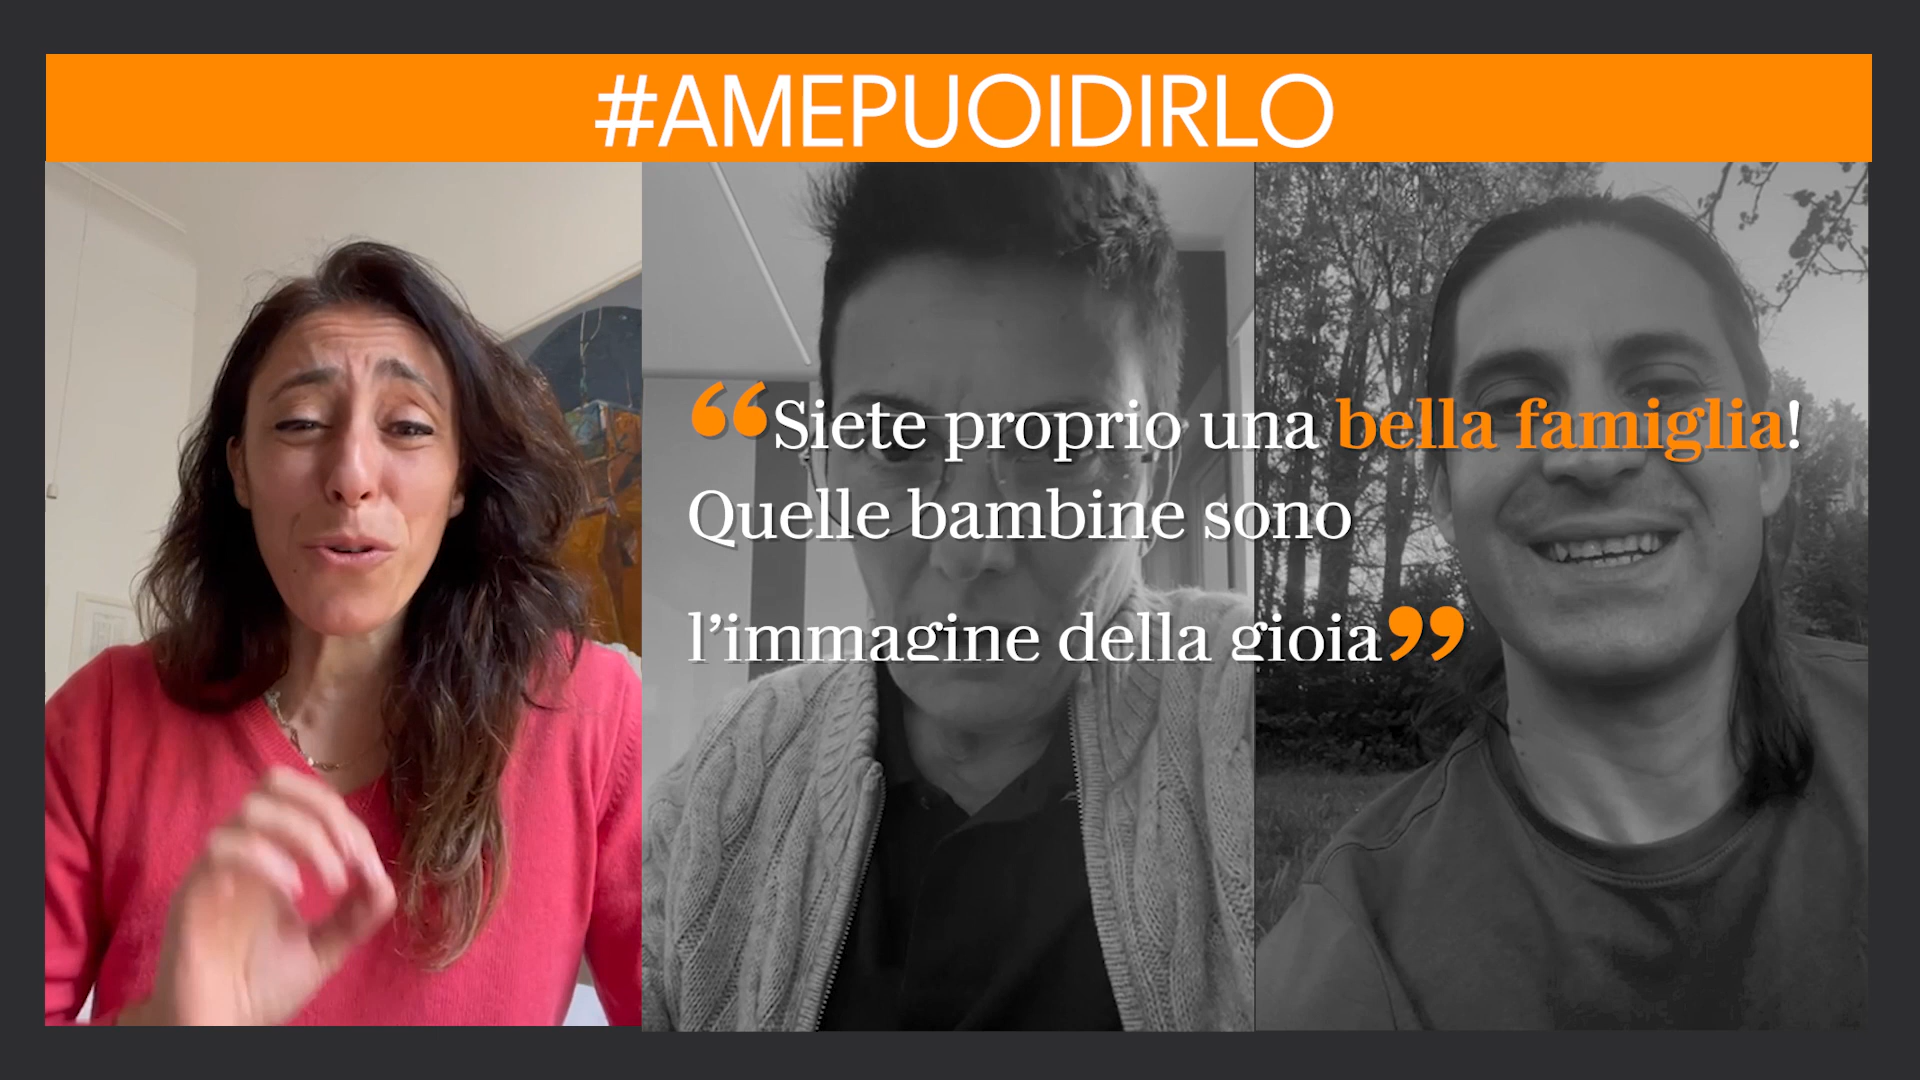 #AMEPUOIDIRLO
“Siete proprio una bella famiglia!
Quelle bambine sono
l’immagine della gioia”